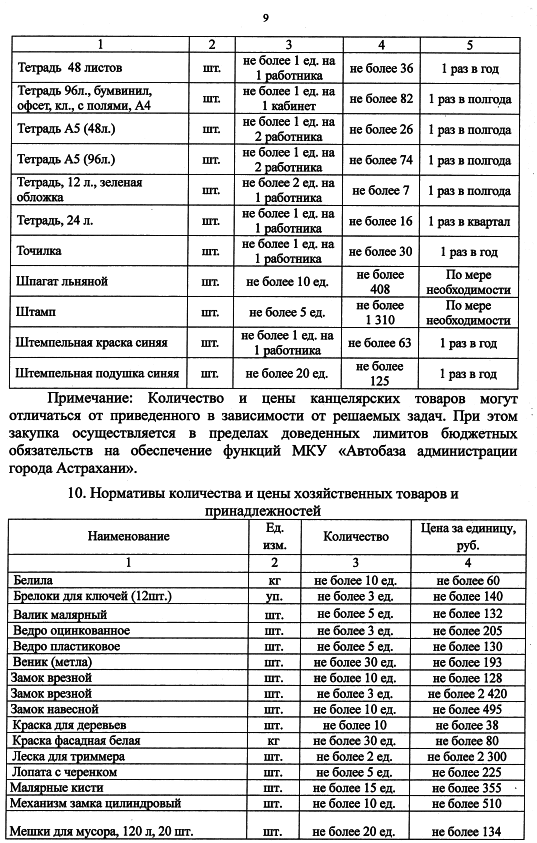 9
1 2 3 4 5
Тетрадь 48 листов шт. не более 1 ед. на 1 работника не более 36 1 раз в год
Тетрадь 96л., бумвинил, офсет, кл., с полями, А4 шт. не более 1 ед. на 1 кабинет не более 82 1 раз в полгода
Тетрадь А5 (48л.) шт. не более 1 ед. на 2 работника не более 26 1 раз в полгода
Тетрадь А5 (96л.) шт. не более 1 ед. на 2 работника не более 74 1 раз в полгода
Тетрадь, 12 л., зеленая обложка шт. не более 2 ед. на 1 работника не более 7 1 раз в полгода
Тетрадь, 24 л. шт. не более 1 ед. на 1 работника не более 16 1 раз в квартал
Точилка шт. не более 1 ед. на 1 работника не более 30 1 раз в год
Шпагат льняной шт. не более 10 ед. не более 408 По мере необходимости
Штамп шт. не более 5 ед. не более 1 310 По мере необходимости
Штемпельная краска синяя шт. не более 1 ед. на 1 работника не более 63 1 раз в год
Штемпельная подушка синяя шт. не более 20 ед. не более 125 1 раз в год
Примечание: Количество и цены канцелярских товаров могут
отличаться от приведенного в зависимости от решаемых задач. При этом
закупка осуществляется в пределах доведенных лимитов бюджетных
обязательств на обеспечение функций МКУ «Автобаза администрации
города Астрахани».
10. Нормативы количества и цены хозяйственных товаров и
принадлежностей
Наименование Ед. изм. Количество Цена за единицу, руб.
1 2 3 4
Белила кг не более 10 ед. не более 60
Брелоки для ключей (12шт.) уп. не более 3 ед. не более 140
Валик малярный шт. не более 5 ед. не более 132
Ведро оцинкованное шт. не более 3 ед. не более 205
Ведро пластиковое шт. не более 5 ед. не более 130
Веник (метла) шт. не более 30 ед. не более 193
Замок врезной шт. не более 10 ед. не более 128
Замок врезной шт. не более 3 ед. не более 2 420
Замок навесной шт. не более 10 ед. не более 495
Краска для деревьев шт. не более 10 не более 38
Краска фасадная белая кг не более 30 ед. не более 80
Леска для триммера шт. не более 2 ед. не более 2 300
Лопата с черенком шт. не более 5 ед. не более 225
Малярные кисти шт. не более 15 ед. не более 355
Механизм замка цилиндровый шт. не более 10 ед. не более 510
Мешки для мусора, 120 л, 20 шт. шт. не более 20 ед. не более 134